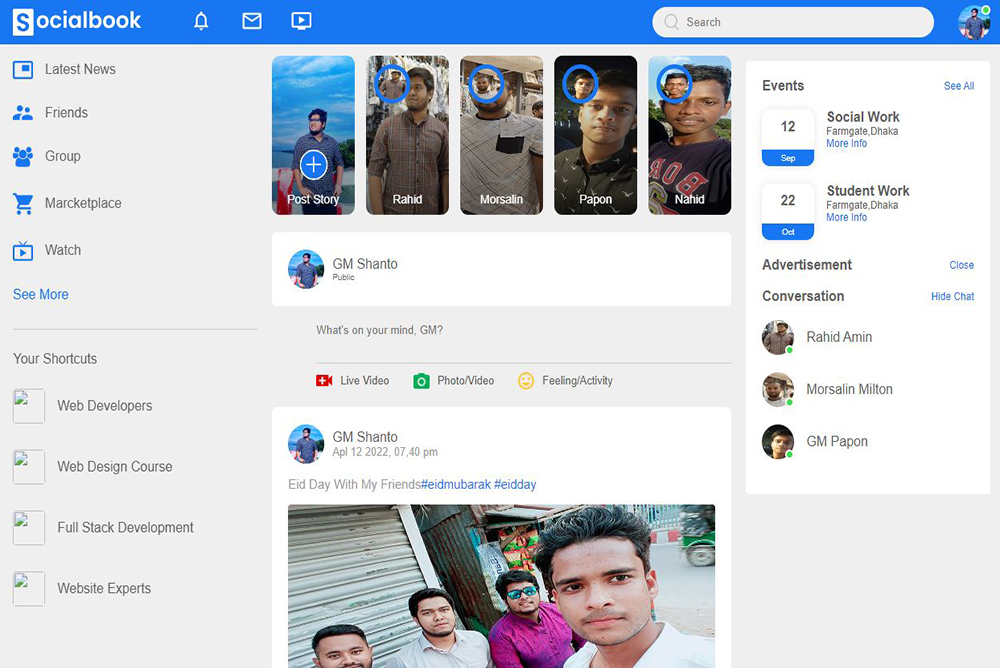 Socialbook
Search
Latest News
Friends
Group
Marcketplace
Watch
See More
Your Shortcuts
Web Developers
Web Design Course
Full Stack Development
Website Experts
Post Story
Rahid
Morsalin
Papon
Nahid
GM Shanto
Public
What's on your mind, GM?
Live Video
Photo/Video
Feeling/Activity
GM Shanto
Apl 12 2022, 07,40 pm
Eid Day With My Friends#eidmubarak #eidday
Events
See All
12
Sep
Social Work
Farmgate,Dhaka
More Info
22
Oct
Student Work
Farmgate,Dhaka
More Info
Advertisement
Close
Conversation
Hide Chat
Rahid Amin
Morsalin Milton
GM Papon